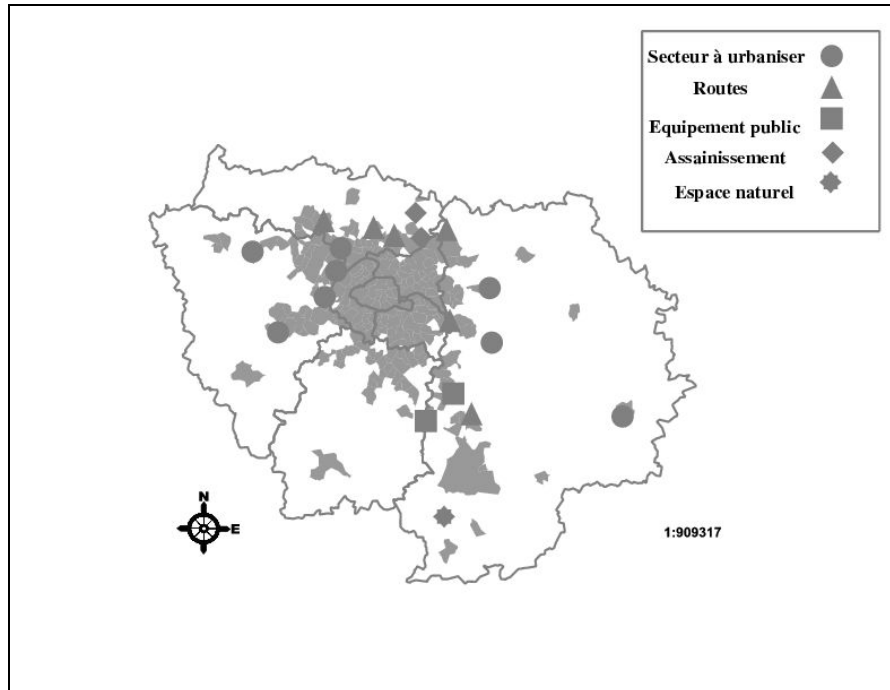 Secteur à urbaniser
Routes
Equipement public
Assainissement
Espace naturel
N
E
1:909317